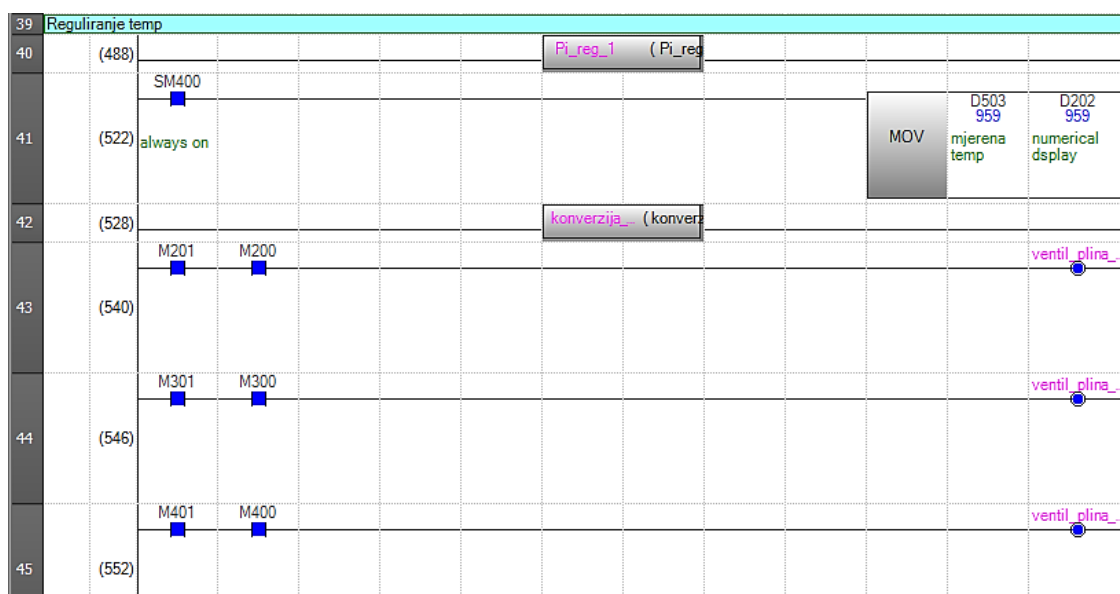 39 Reguliranje temp
40 (488) Pi_reg_1 ( Pi_reg
SM400
41 (522) always on MOV D503 959 mjerena temp D202 959 numerical dsplay
42 (528) konverzija_... ( konverz
M201 M200 ventil_plina_...
43 (540)
M301 M300 ventil_plina_...
44 (546)
M401 M400 ventil_plina_...
45 (552)